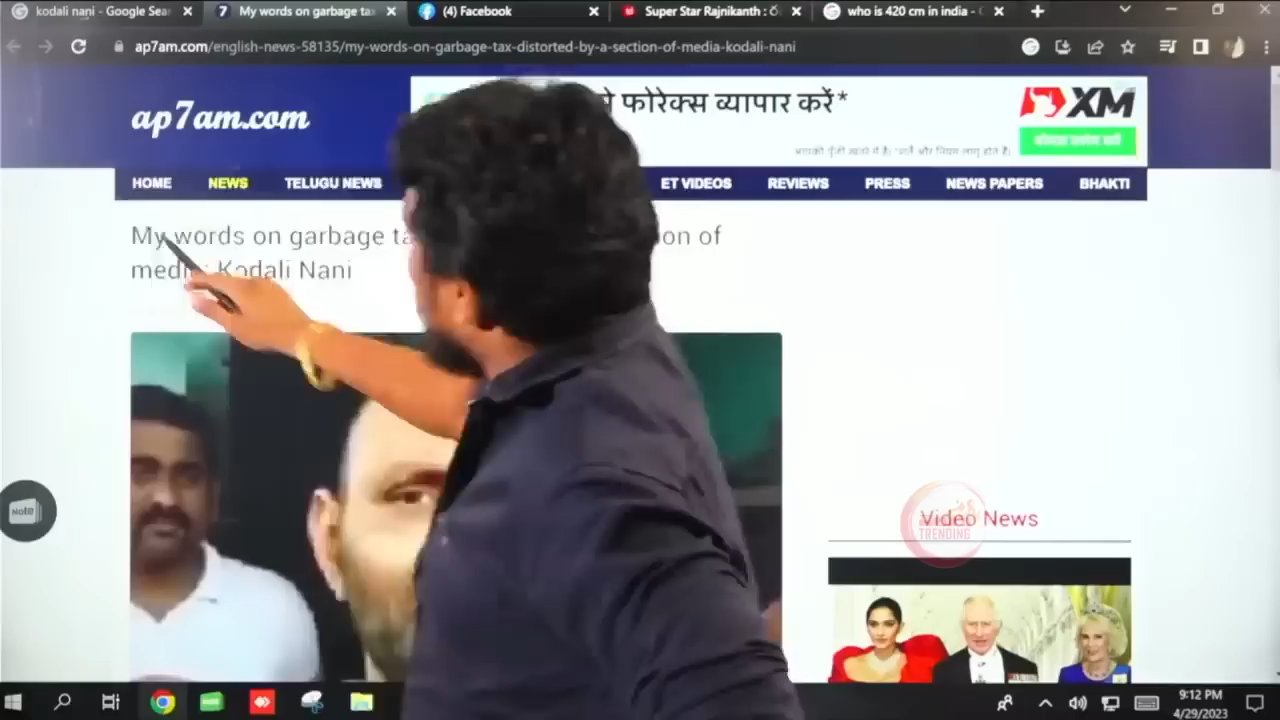 kodali nani - Google Sea
My words on garbage ta
(4) Facebook
Super Star Rajnikanth :
who is 420 cm in india -
ap7am.com/english-news-58135/my-words-on-garbage-tax-distorted-by-a-section-of-media-kodali-nani
ap7am.com
फोरेक्स व्यापार करें*
XM
HOME
NEWS
TELUGU NEWS
ET VIDEOS
REVIEWS
PRESS
NEWS PAPERS
BHAKTI
My words on garbage ta
on of
Kodali Nani
Note
Video News
TRENDING
9:12 PM
4/29/2023